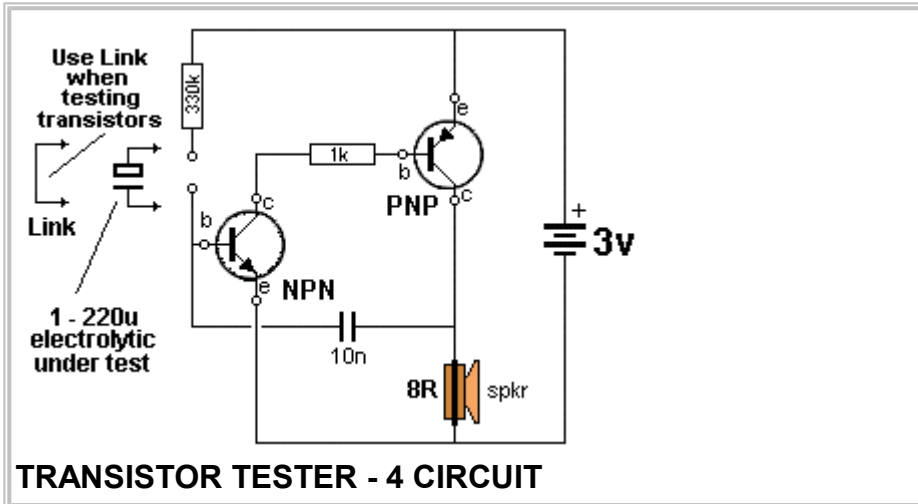 Use Link
when
testing
transistors
330k
Link
1 - 220u
electrolytic
under test
b
c
e
NPN
1k
b
e
c
PNP
10n
8R
spkr
+
3v
TRANSISTOR TESTER - 4 CIRCUIT